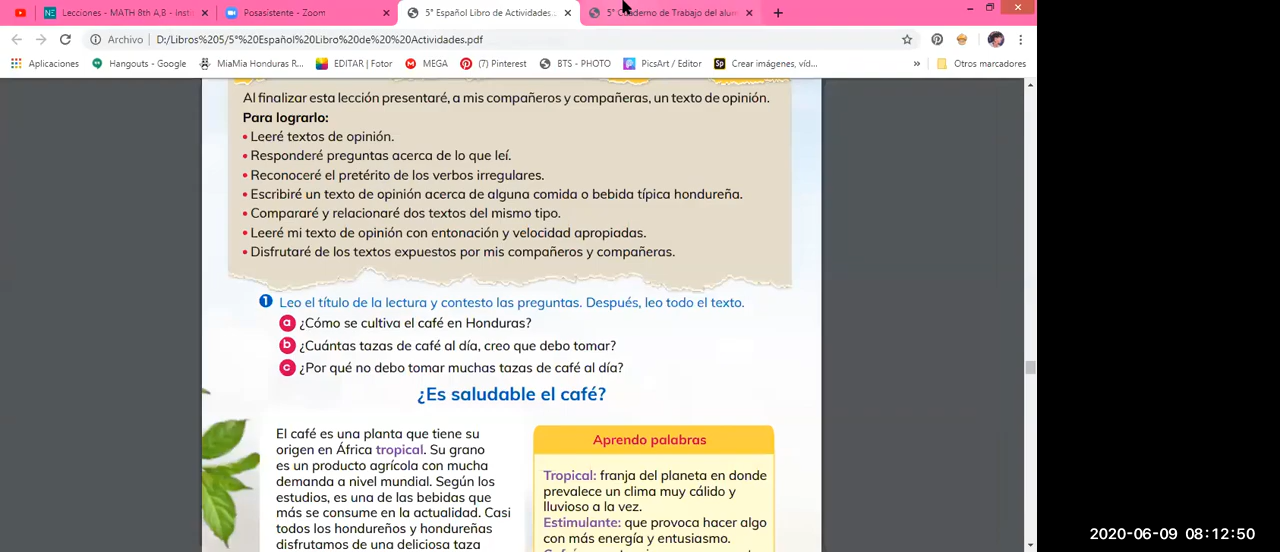 Lecciones - MATH 8th A,B - Insti
Posasistente - Zoom
5° Español Libro de Actividades.
5° Cuaderno de Trabajo del alum
Archivo
D:/Libros%205/5°%20Español%20Libro%20de%20%20Actividades.pdf
Aplicaciones
Hangouts - Google
MiaMia Honduras R...
EDITAR | Fotor
MEGA
(7) Pinterest
BTS - PHOTO
PicsArt / Editor
Crear imágenes, víd...
»
Otros marcadores
Al finalizar esta lección presentaré, a mis compañeros y compañeras, un texto de opinión.
Para lograrlo:
• Leeré textos de opinión.
• Responderé preguntas acerca de lo que leí.
• Reconoceré el pretérito de los verbos irregulares.
• Escribiré un texto de opinión acerca de alguna comida o bebida típica hondureña.
• Compararé y relacionaré dos textos del mismo tipo.
• Leeré mi texto de opinión con entonación y velocidad apropiadas.
• Disfrutaré de los textos expuestos por mis compañeros y compañeras.
1 Leo el título de la lectura y contesto las preguntas. Después, leo todo el texto.
a ¿Cómo se cultiva el café en Honduras?
b ¿Cuántas tazas de café al día, creo que debo tomar?
c ¿Por qué no debo tomar muchas tazas de café al día?
¿Es saludable el café?
El café es una planta que tiene su
origen en África tropical. Su grano
es un producto agrícola con mucha
demanda a nivel mundial. Según los
estudios, es una de las bebidas que
más se consume en la actualidad. Casi
todos los hondureños y hondureñas
disfrutamos de una deliciosa taza
Aprendo palabras
Tropical: franja del planeta en donde
prevalece un clima muy cálido y
lluvioso a la vez.
Estimulante: que provoca hacer algo
con más energía y entusiasmo.
2020-06-09 08:12:50